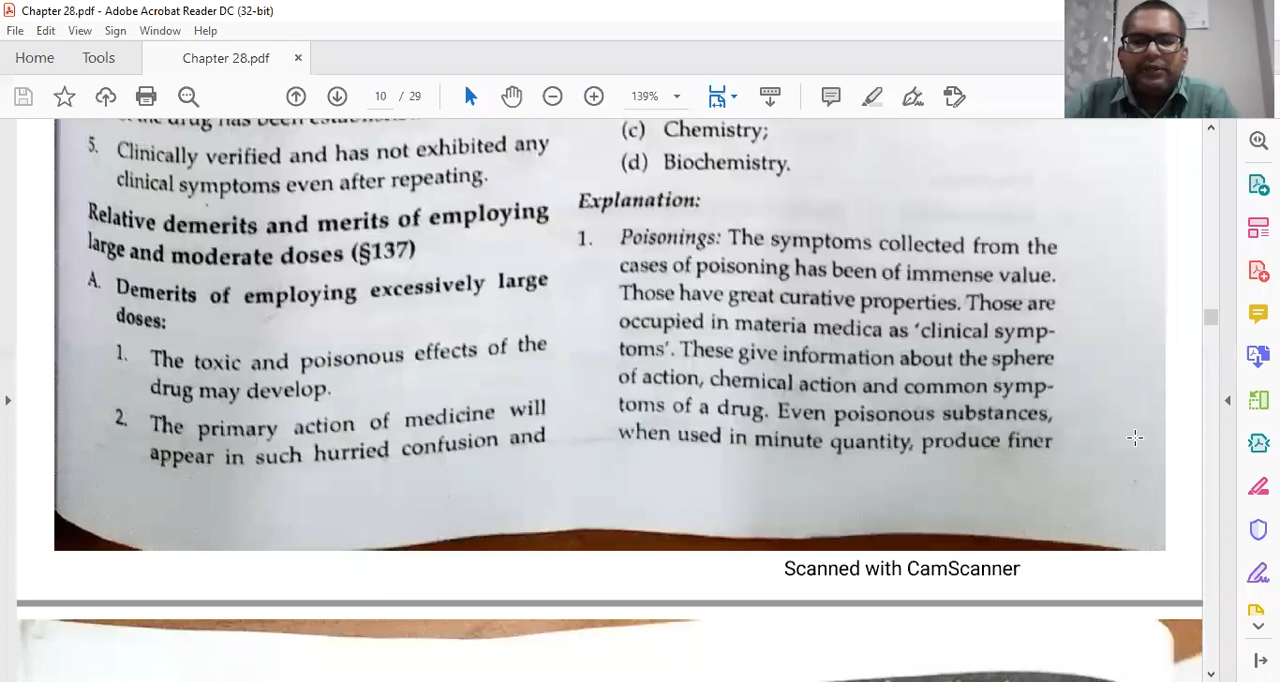 Chapter 28.pdf - Adobe Acrobat Reader DC (32-bit)
File Edit View Sign Window Help
Home Tools Chapter 28.pdf ×
10 / 29 139%
of the drug has been
5. Clinically verified and has not exhibited any
clinical symptoms even after repeating.
Relative demerits and merits of employing
large and moderate doses (§137)
A. Demerits of employing excessively large
doses:
1. The toxic and poisonous effects of the
drug may develop.
2. The primary action of medicine will
appear in such hurried confusion and
(c) Chemistry;
(d) Biochemistry.
Explanation:
1. Poisonings: The symptoms collected from the
cases of poisoning has been of immense value.
Those have great curative properties. Those are
occupied in materia medica as ‘clinical symp-
toms’. These give information about the sphere
of action, chemical action and common symp-
toms of a drug. Even poisonous substances,
when used in minute quantity, produce finer
Scanned with CamScanner